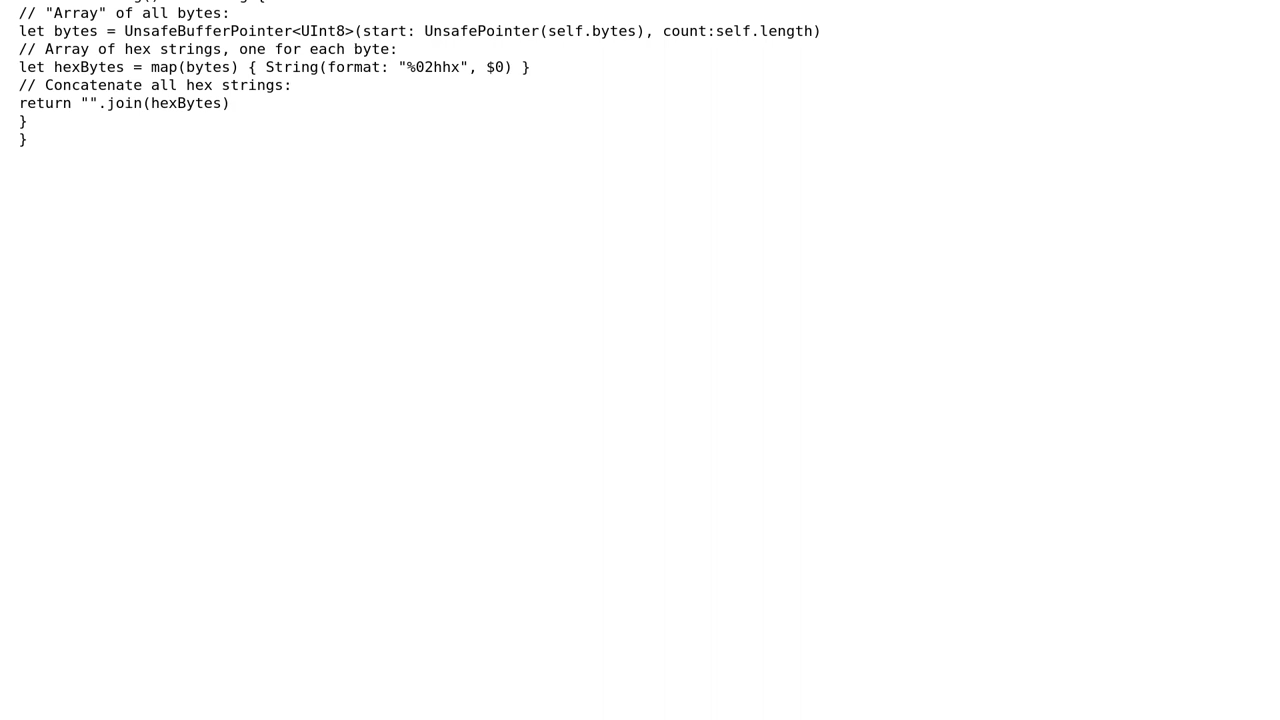 // "Array" of all bytes:
let bytes = UnsafeBufferPointer<UInt8>(start: UnsafePointer(self.bytes), count:self.length)
// Array of hex strings, one for each byte:
let hexBytes = map(bytes) { String(format: "%02hhx", $0) }
// Concatenate all hex strings:
return "".join(hexBytes)
}
}